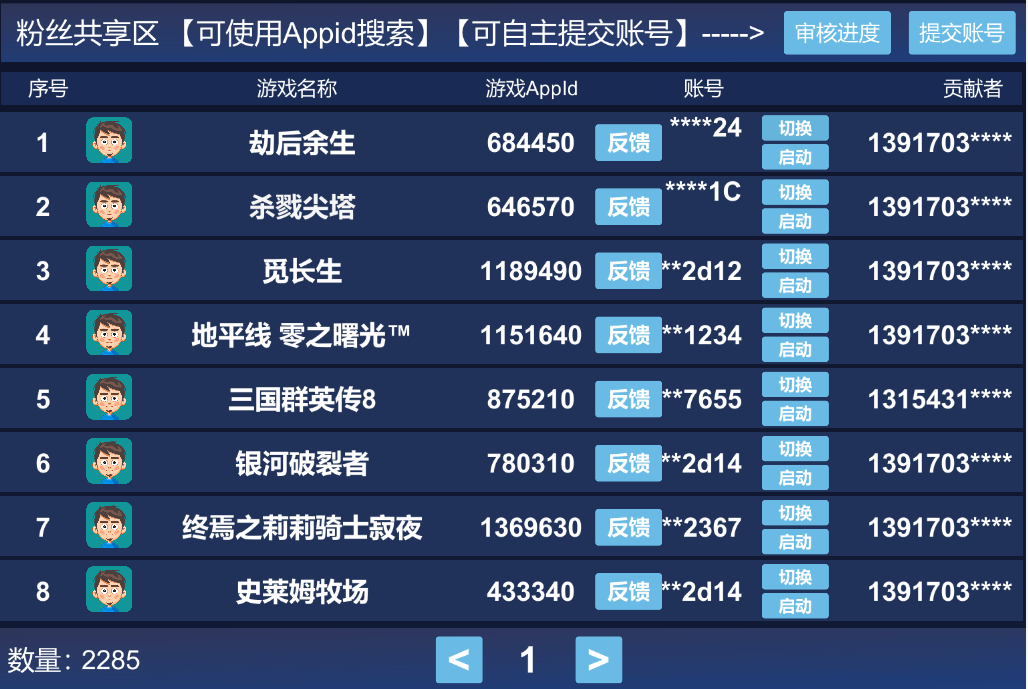 粉丝共享区 【可使用Appid搜索】 【可自主提交账号】-----> 审核进度 提交账号
序号 游戏名称 游戏AppId 账号 贡献者
1 劫后余生 684450 反馈 ****24 切换 启动 1391703****
2 杀戮尖塔 646570 反馈 ****1C 切换 启动 1391703****
3 觅长生 1189490 反馈 **2d12 切换 启动 1391703****
4 地平线 零之曙光™ 1151640 反馈 **1234 切换 启动 1391703****
5 三国群英传8 875210 反馈 **7655 切换 启动 1315431****
6 银河破裂者 780310 反馈 **2d14 切换 启动 1391703****
7 终焉之莉莉骑士寂夜 1369630 反馈 **2367 切换 启动 1391703****
8 史莱姆牧场 433340 反馈 **2d14 切换 启动 1391703****
数量：2285 < 1 >